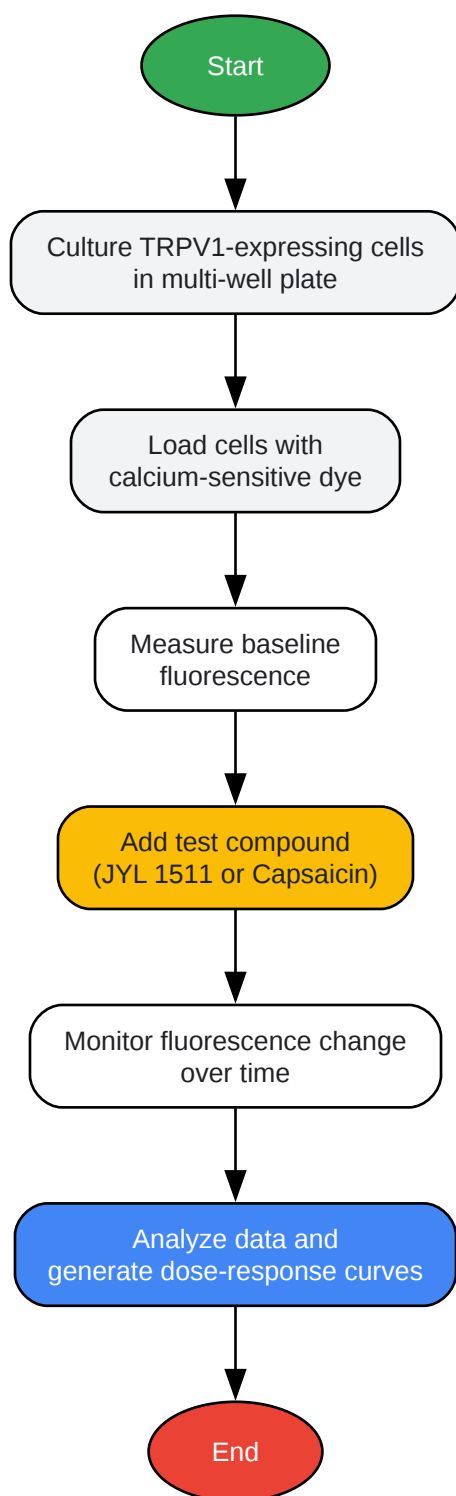 Start
Culture TRPV1-expressing cells
in multi-well plate
Load cells with
calcium-sensitive dye
Measure baseline
fluorescence
Add test compound
(JYL 1511 or Capsaicin)
Monitor fluorescence change
over time
Analyze data and
generate dose-response curves
End